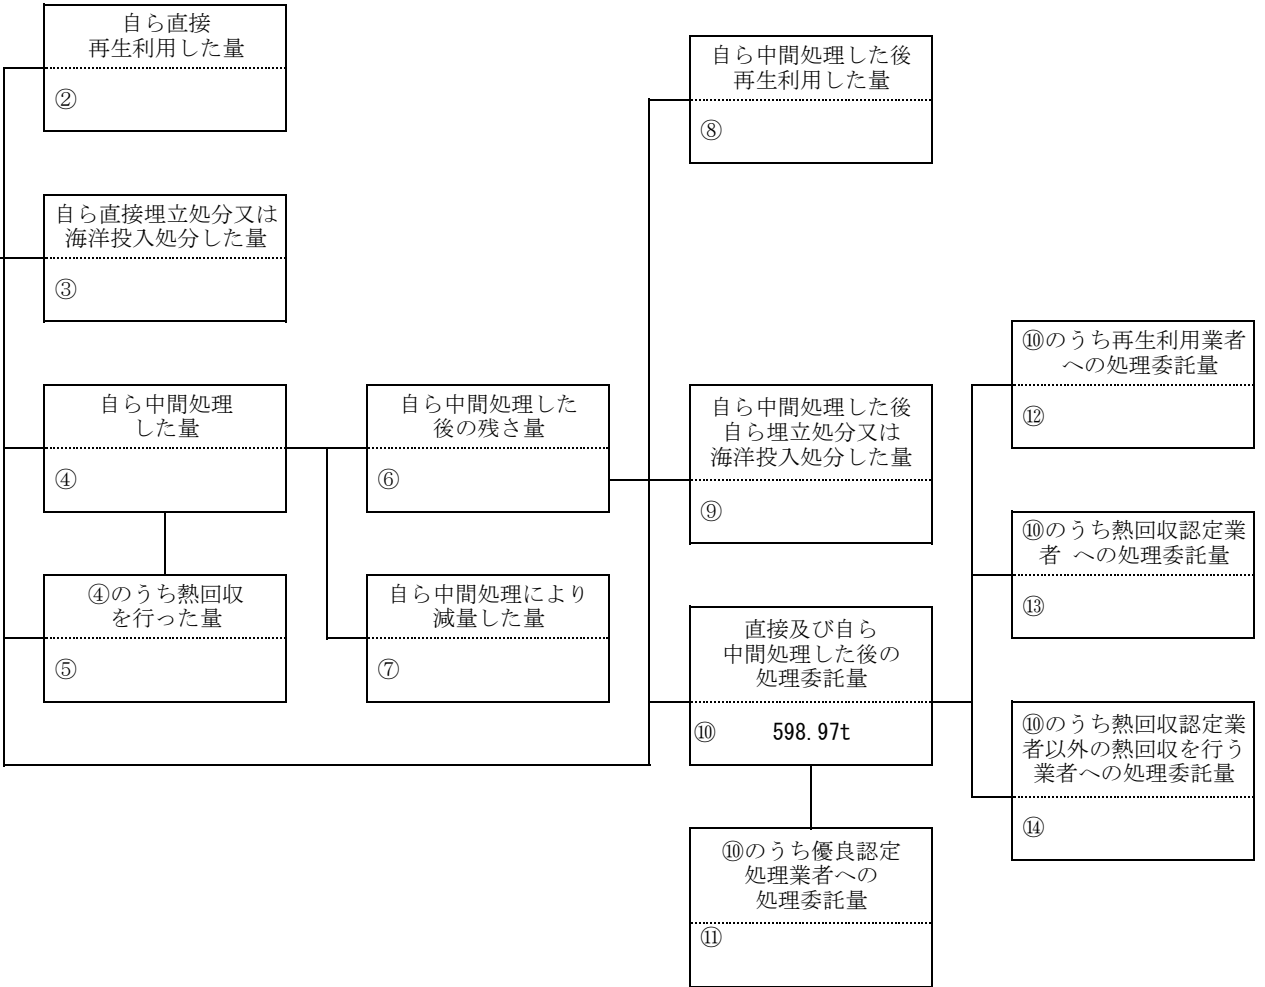 自ら直接
再生利用した量
②
自ら直接埋立処分又は
海洋投入処分した量
③
自ら中間処理
した量
④
④のうち熱回収
を行った量
⑤
自ら中間処理した
後の残さ量
⑥
自ら中間処理により
減量した量
⑦
自ら中間処理した後
再生利用した量
⑧
自ら中間処理した後
自ら埋立処分又は
海洋投入処分した量
⑨
直接及び自ら
中間処理した後の
処理委託量
⑩ 598.97t
⑩のうち優良認定
処理業者への
処理委託量
⑪
⑩のうち再生利用業者
への処理委託量
⑫
⑩のうち熱回収認定業
者 への処理委託量
⑬
⑩のうち熱回収認定業
者以外の熱回収を行う
業者への処理委託量
⑭